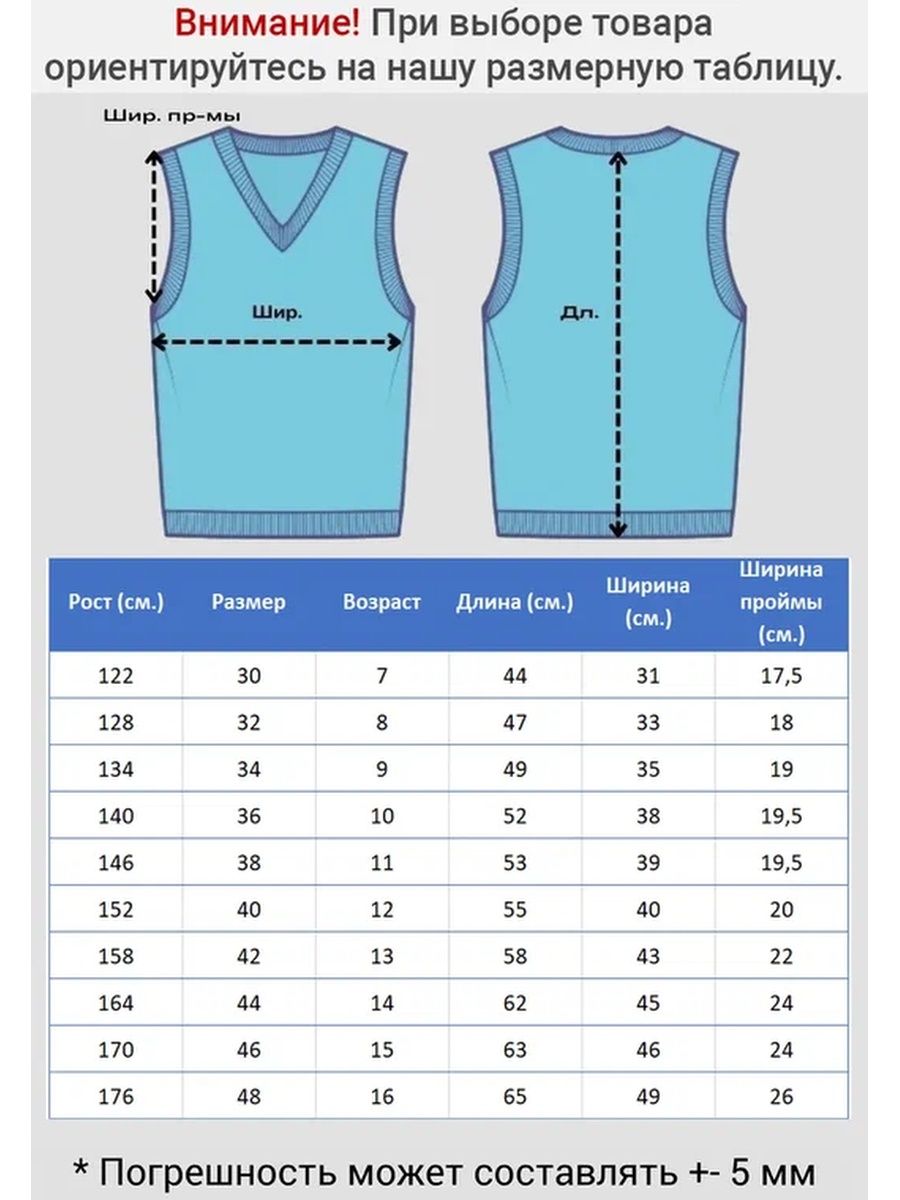 Внимание! При выборе товара
ориентируйтесь на нашу размерную таблицу.
Шир. пр-мы
Шир.
Дл.
Рост (см.) Размер Возраст Длина (см.) Ширина (см.) Ширина проймы (см.)
122 30 7 44 31 17,5
128 32 8 47 33 18
134 34 9 49 35 19
140 36 10 52 38 19,5
146 38 11 53 39 19,5
152 40 12 55 40 20
158 42 13 58 43 22
164 44 14 62 45 24
170 46 15 63 46 24
176 48 16 65 49 26
* Погрешность может составлять +- 5 мм